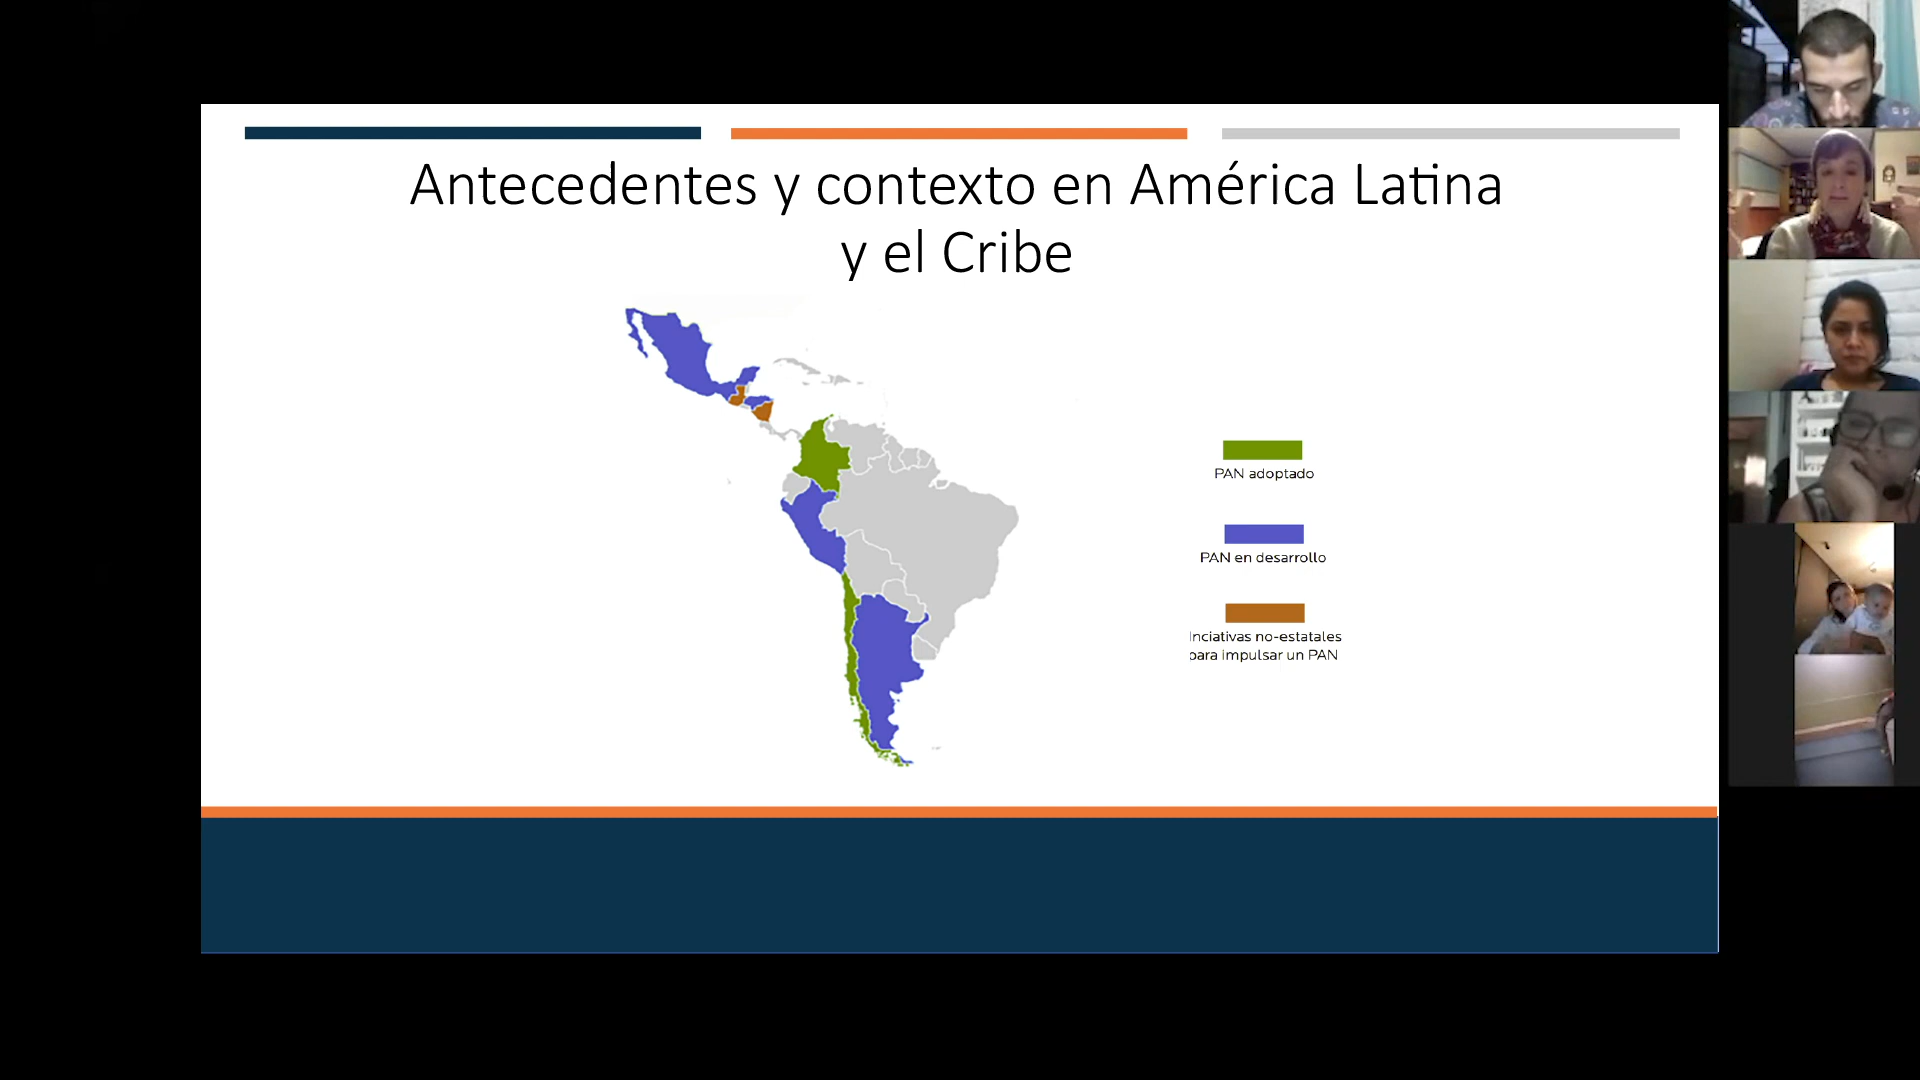 Antecedentes y contexto en América Latina
y el Cribe
PAN adoptado
PAN en desarrollo
Inciativas no-estatales
para impulsar un PAN